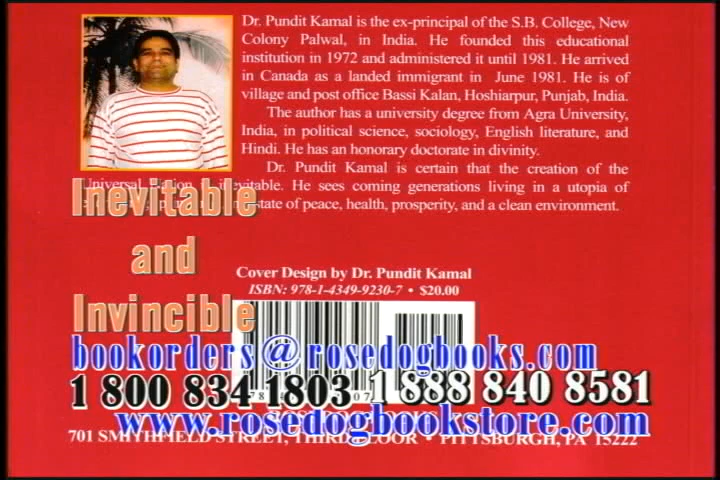 Dr. Pundit Kamal is the ex-principal of the S.B. College, New
Colony Palwal, in India. He founded this educational
institution in 1972 and administered it until 1981. He arrived
in Canada as a landed immigrant in June 1981. He is of
village and post office Bassi Kalan, Hoshiarpur, Punjab, India.
The author has a university degree from Agra University,
India, in political science, sociology, English literature, and
Hindi. He has an honorary doctorate in divinity.
Dr. Pundit Kamal is certain that the creation of the
Universal Nation is inevitable. He sees coming generations living in a utopia of
state of peace, health, prosperity, and a clean environment.
Inevitable
and
Invincible
Cover Design by Dr. Pundit Kamal
ISBN: 978-1-4349-9230-7 • $20.00
bookorders@rosedogbooks.com
1 800 834 1803 1 888 840 8581
www.rosedogbookstore.com
701 SMITHFIELD STREET, THIRD FLOOR • PITTSBURGH, PA 15222